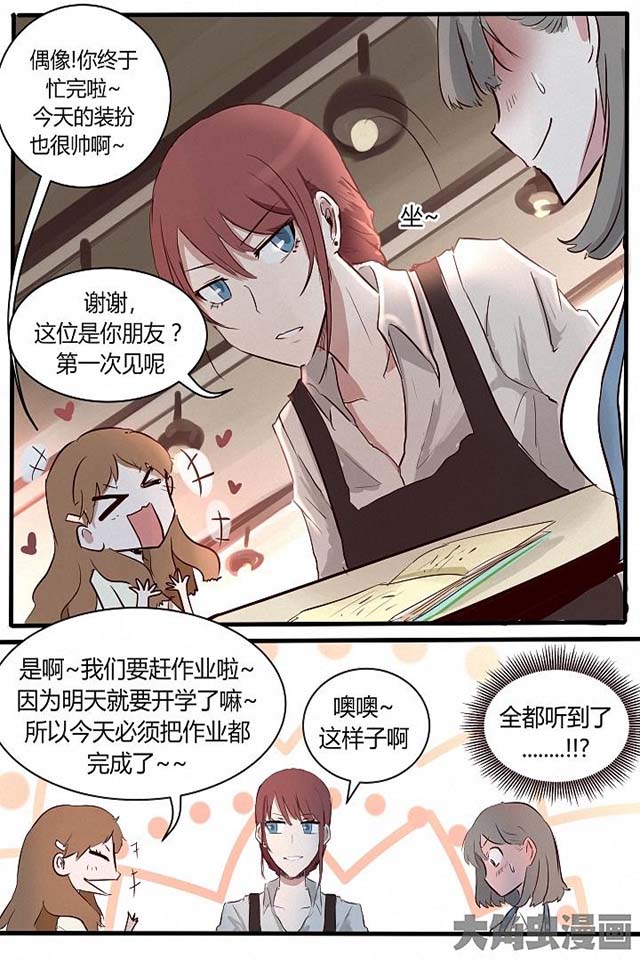 偶像!你终于
忙完啦~
今天的装扮
也很帅啊~
坐~
谢谢，
这位是你朋友？
第一次见呢
是啊~我们要赶作业啦~
因为明天就要开学了嘛~
所以今天必须把作业都
完成了~~
噢噢~
这样子啊
全都听到了
........!!?
大角虫漫画